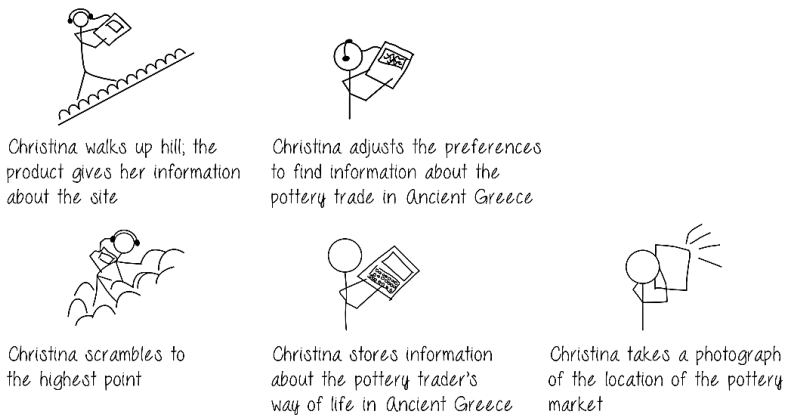 Christina walks up hill; the
product gives her information
about the site
Christina adjusts the preferences
to find information about the
pottery trade in Ancient Greece
Christina scrambles to
the highest point
Christina stores information
about the pottery trader's
way of life in Ancient Greece
Christina takes a photograph
of the location of the pottery
market